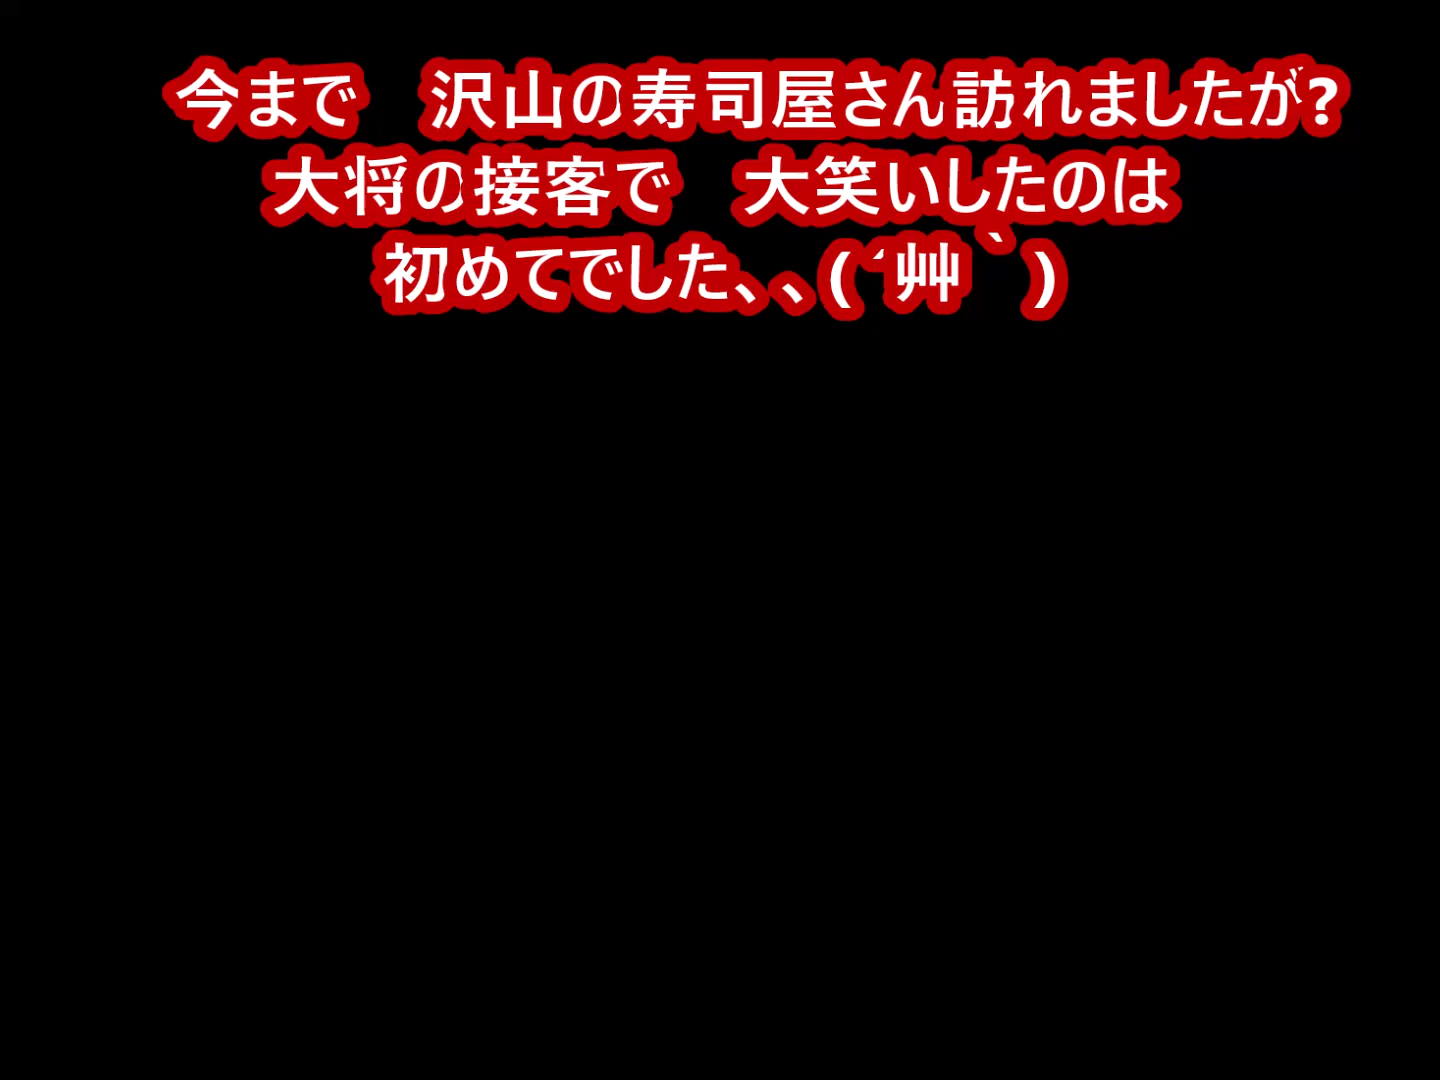 今まで　沢山の寿司屋さん訪れましたが?
大将の接客で　大笑いしたのは
初めてでした、、(´艸｀)